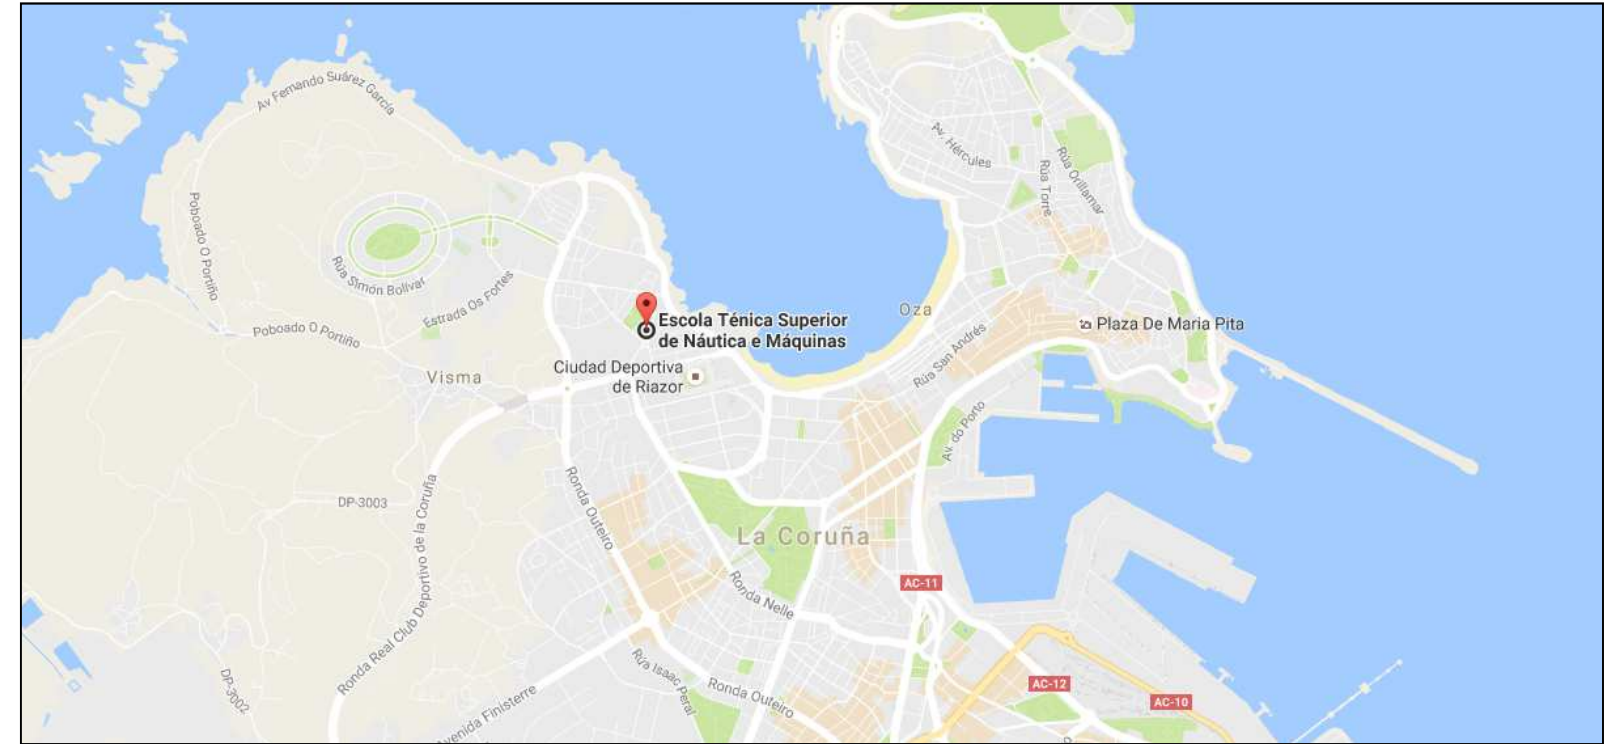 Av Fernando Suárez García
Av. Hércules
Rúa Orillamar
Rúa Torre
Poboado O Portiño
Rúa Simón Bolívar
Estrada Os Fortes
Oza
Escola Ténica Superior
de Náutica e Máquinas
Plaza De Maria Pita
Poboado O Portiño
Rúa San Andrés
Ciudad Deportiva
de Riazor
Visma
Av. do Porto
Ronda Outeiro
DP-3003
Ronda Real Club Deportivo de la Coruña
La Coruña
AC-11
Ronda Nelle
Rúa Isaac Peral
DP-3002
Ronda Outeiro
AC-12
AC-10
Avenida Finisterre